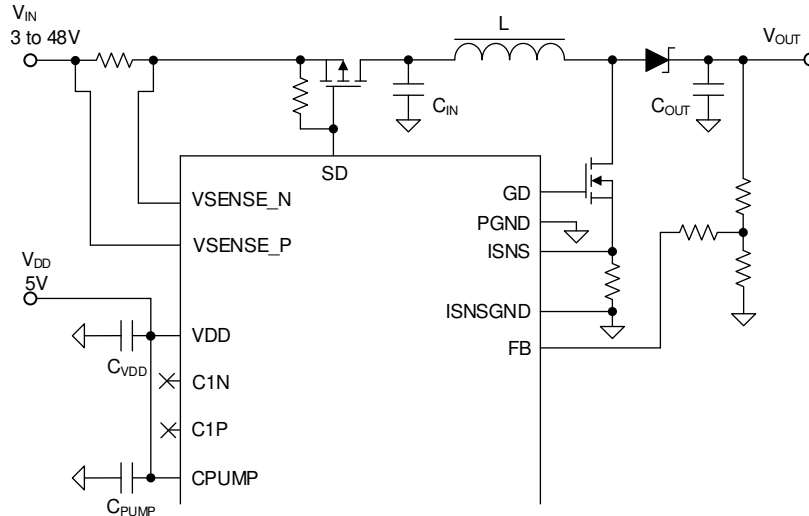 VIN
3 to 48V
L
VOUT
CIN
COUT
SD
GD
VSENSE_N
PGND
VSENSE_P
ISNS
VDD
5V
ISNSGND
VDD
FB
CVDD
C1N
C1P
CPUMP
CPUMP